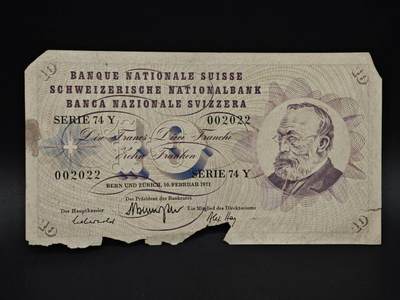 10
10
BANQUE NATIONALE SUISSE
SCHWEIZERISCHE NATIONALBANK
BANCA NAZIONALE SVIZZERA
SERIE 74 Y 002022
Dix Francs - Dieci Franchi
10
Zehn Franken
002022 SERIE 74 Y
BERN UND ZÜRICH, 10. FEBRUAR 1971
Der Präsident des Bankrates
Der Hauptkassier Ein Mitglied des Direktoriums
10